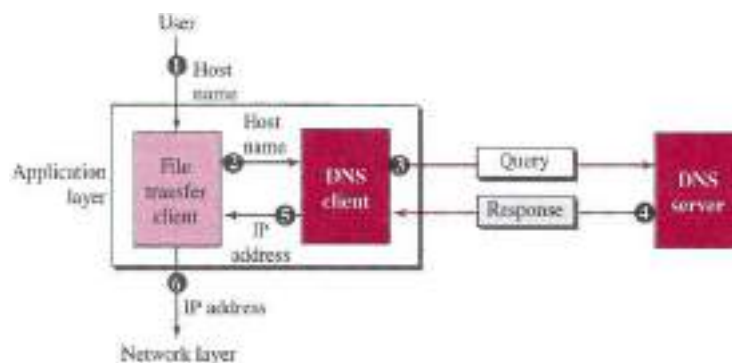 User
1
Host
name
Host
name
Application
layer
File
transfer
client
2
DNS
client
3
Query
DNS
server
5
Response
4
IP
address
6
IP address
Network layer